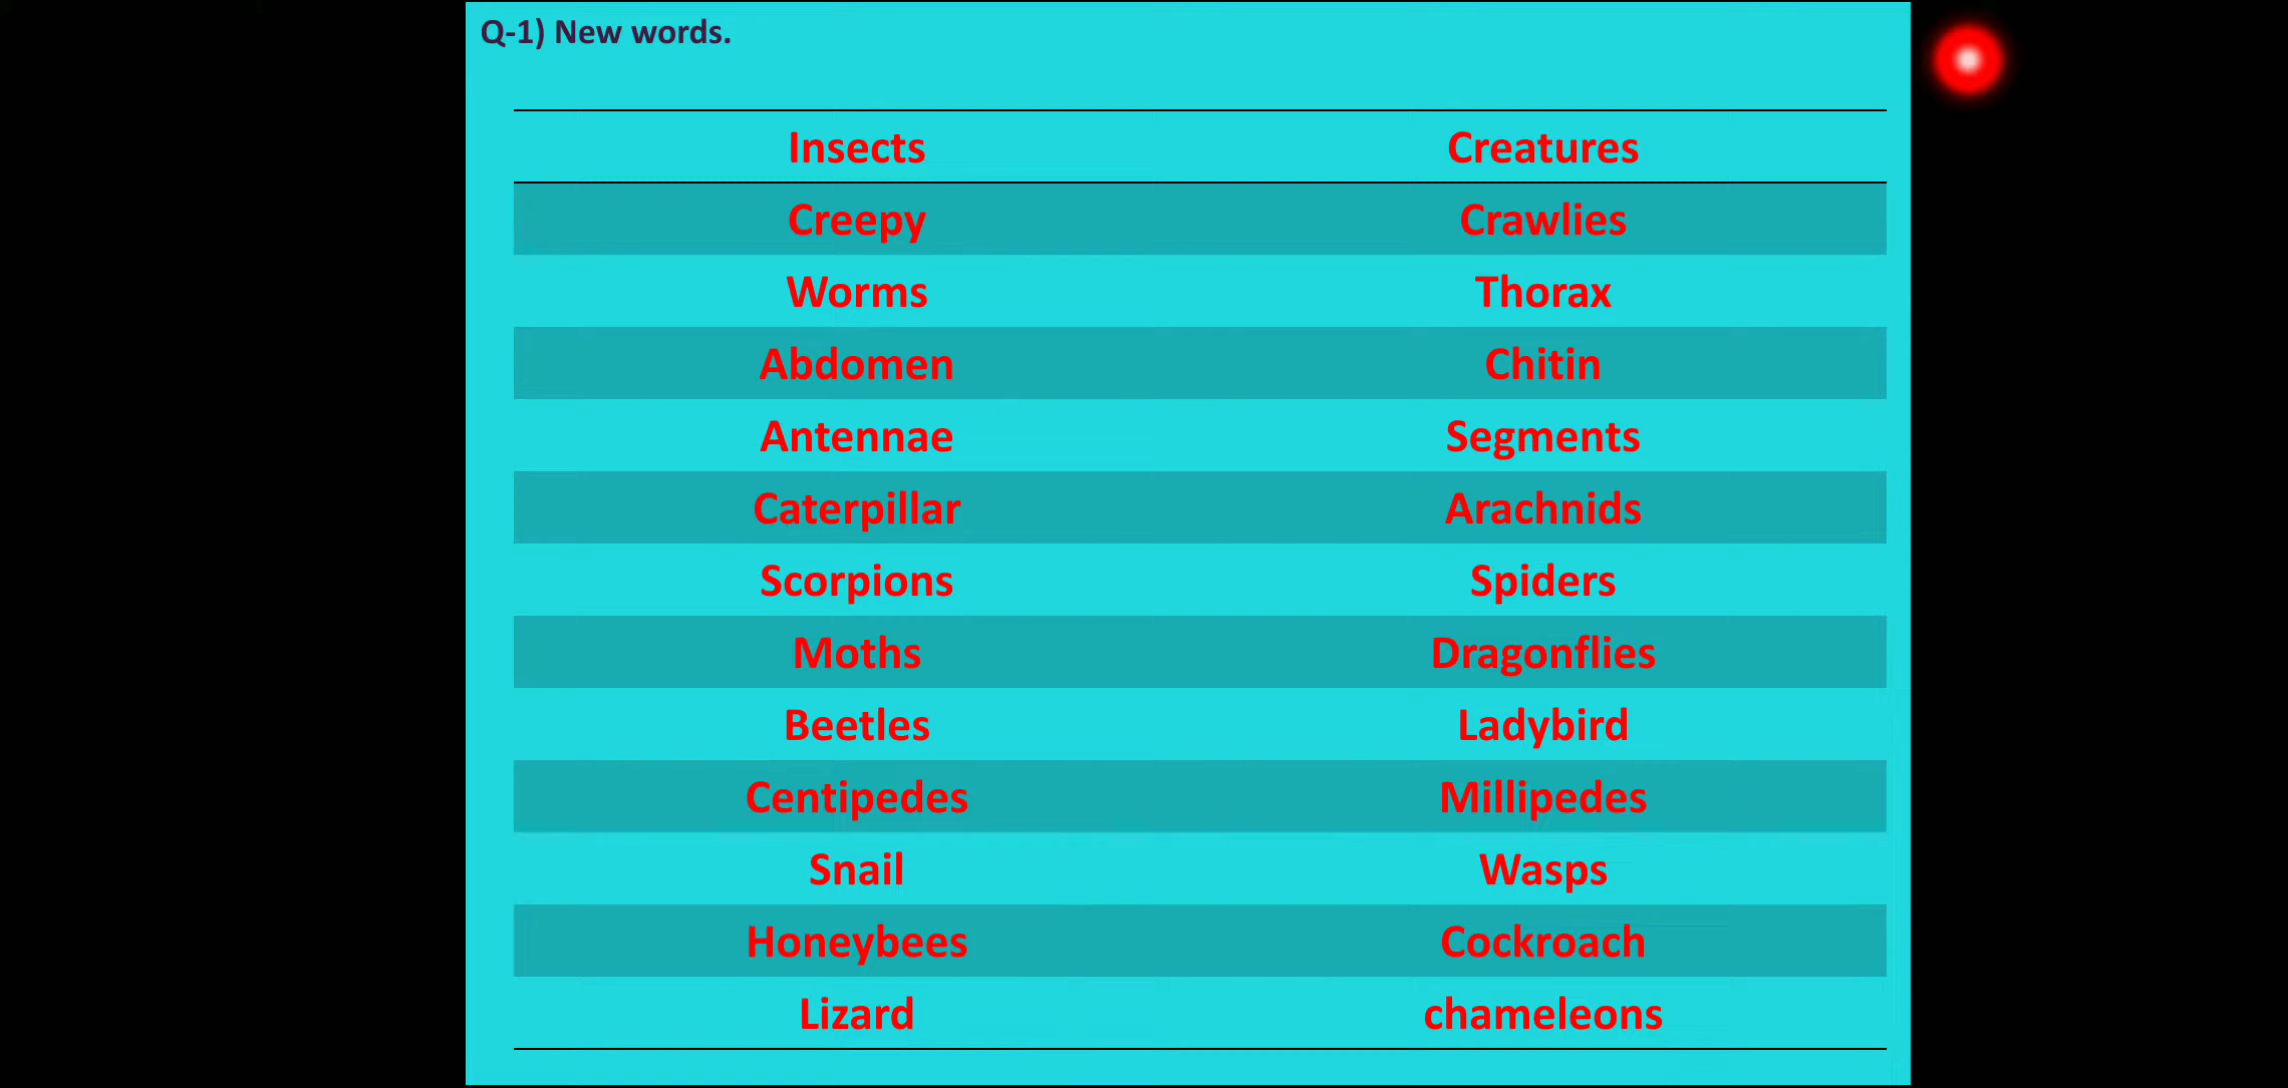 Q-1) New words.
Insects Creatures
Creepy Crawlies
Worms Thorax
Abdomen Chitin
Antennae Segments
Caterpillar Arachnids
Scorpions Spiders
Moths Dragonflies
Beetles Ladybird
Centipedes Millipedes
Snail Wasps
Honeybees Cockroach
Lizard chameleons